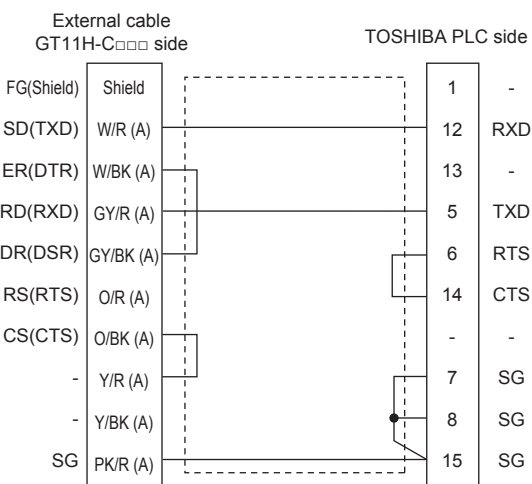 External cable
GT11H-C□□□ side
TOSHIBA PLC side
FG(Shield) Shield 1 -
SD(TXD) W/R (A) 12 RXD
ER(DTR) W/BK (A) 13 -
RD(RXD) GY/R (A) 5 TXD
DR(DSR) GY/BK (A) 6 RTS
RS(RTS) O/R (A) 14 CTS
CS(CTS) O/BK (A) - -
- Y/R (A) 7 SG
- Y/BK (A) 8 SG
SG PK/R (A) 15 SG